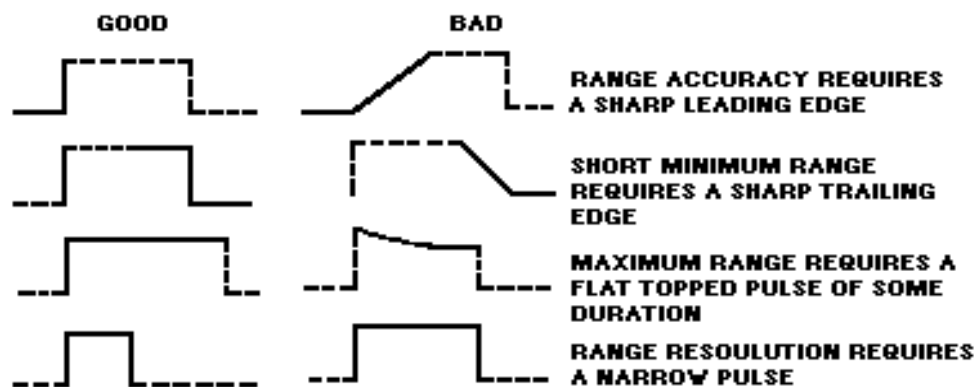 GOOD
BAD
RANGE ACCURACY REQUIRES
A SHARP LEADING EDGE
SHORT MINIMUM RANGE
REQUIRES A SHARP TRAILING
EDGE
MAXIMUM RANGE REQUIRES A
FLAT TOPPED PULSE OF SOME
DURATION
RANGE RESOULUTION REQUIRES
A NARROW PULSE